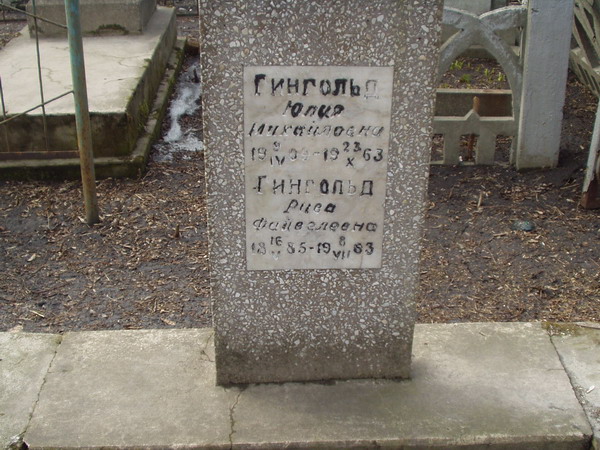 ГИНГОЛЬД
Юлия
Михайловна
19 9/IV 04-19 23/X 63
ГИНГОЛЬД
Рива
Файвелевна
18 16 85-19 8/VII 63